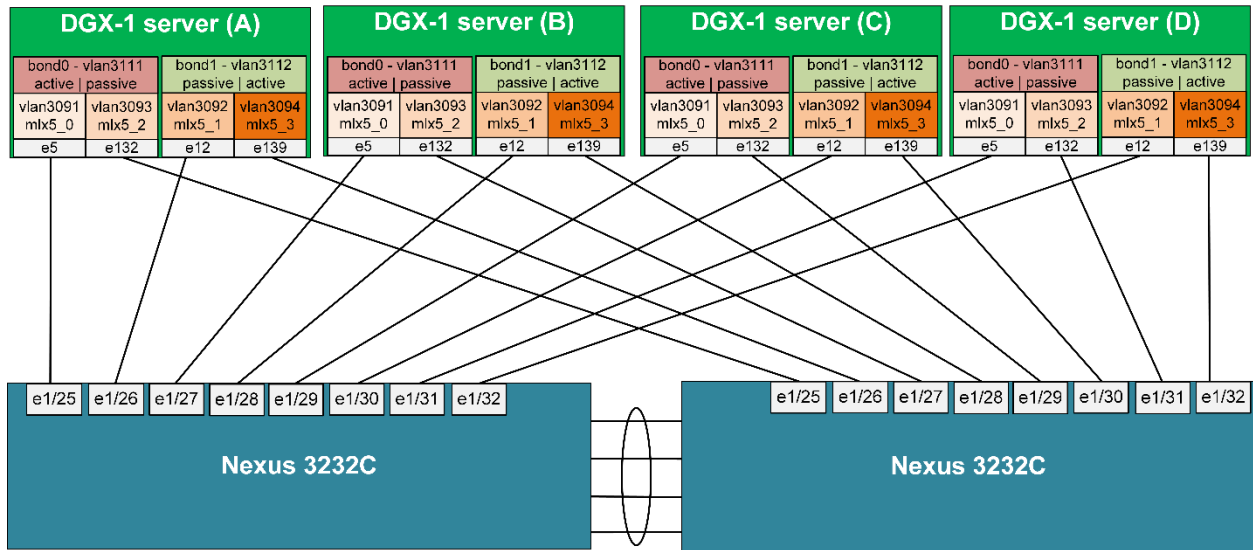 DGX-1 server (A)
bond0 - vlan3111
active | passive
bond1 - vlan3112
passive | active
vlan3091
mlx5_0
vlan3093
mlx5_2
vlan3092
mlx5_1
vlan3094
mlx5_3
e5
e132
e12
e139
DGX-1 server (B)
bond0 - vlan3111
active | passive
bond1 - vlan3112
passive | active
vlan3091
mlx5_0
vlan3093
mlx5_2
vlan3092
mlx5_1
vlan3094
mlx5_3
e5
e132
e12
e139
DGX-1 server (C)
bond0 - vlan3111
active | passive
bond1 - vlan3112
passive | active
vlan3091
mlx5_0
vlan3093
mlx5_2
vlan3092
mlx5_1
vlan3094
mlx5_3
e5
e132
e12
e139
DGX-1 server (D)
bond0 - vlan3111
active | passive
bond1 - vlan3112
passive | active
vlan3091
mlx5_0
vlan3093
mlx5_2
vlan3092
mlx5_1
vlan3094
mlx5_3
e5
e132
e12
e139
e1/25
e1/26
e1/27
e1/28
e1/29
e1/30
e1/31
e1/32
Nexus 3232C
e1/25
e1/26
e1/27
e1/28
e1/29
e1/30
e1/31
e1/32
Nexus 3232C